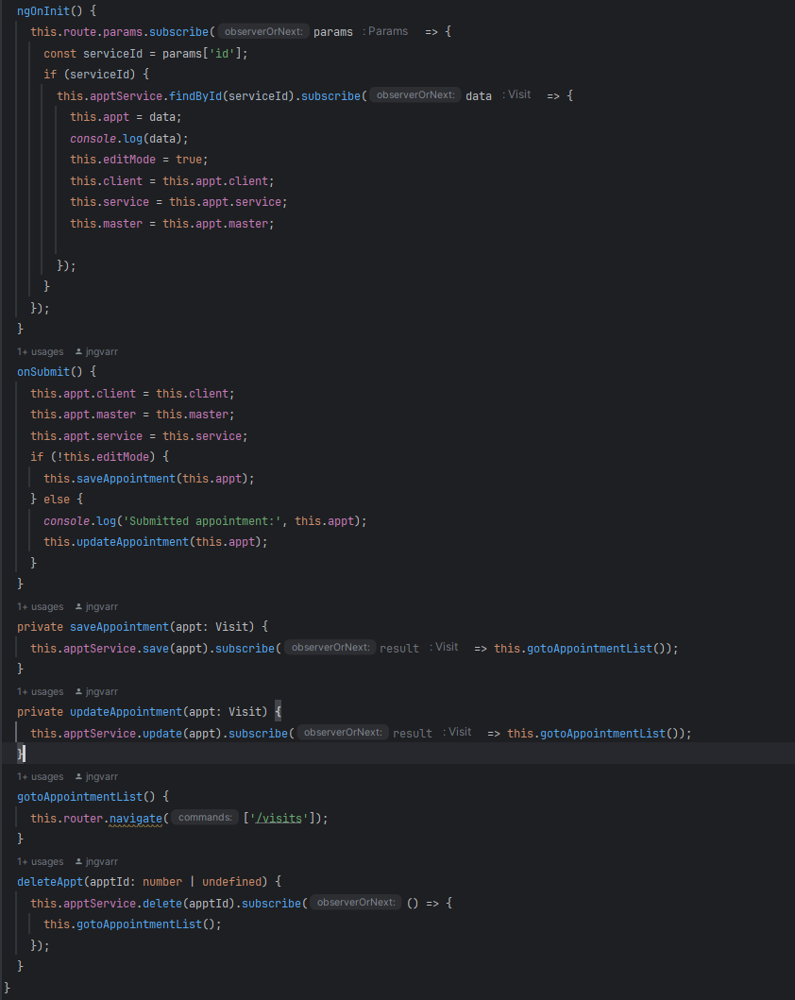 ngOnInit() {
this.route.params.subscribe( observerOrNext: params : Params => {
const serviceId = params['id'];
if (serviceId) {
this.apptService.findById(serviceId).subscribe( observerOrNext: data : Visit => {
this.appt = data;
console.log(data);
this.editMode = true;
this.client = this.appt.client;
this.service = this.appt.service;
this.master = this.appt.master;
});
}
});
}
1+ usages jngvarr
onSubmit() {
this.appt.client = this.client;
this.appt.master = this.master;
this.appt.service = this.service;
if (!this.editMode) {
this.saveAppointment(this.appt);
} else {
console.log('Submitted appointment:', this.appt);
this.updateAppointment(this.appt);
}
}
1+ usages jngvarr
private saveAppointment(appt: Visit) {
this.apptService.save(appt).subscribe( observerOrNext: result : Visit => this.gotoAppointmentList());
}
1+ usages jngvarr
private updateAppointment(appt: Visit) {
this.apptService.update(appt).subscribe( observerOrNext: result : Visit => this.gotoAppointmentList());
}
1+ usages jngvarr
gotoAppointmentList() {
this.router.navigate( commands: ['/visits']);
}
1+ usages jngvarr
deleteAppt(apptId: number | undefined) {
this.apptService.delete(apptId).subscribe( observerOrNext: () => {
this.gotoAppointmentList();
});
}
}